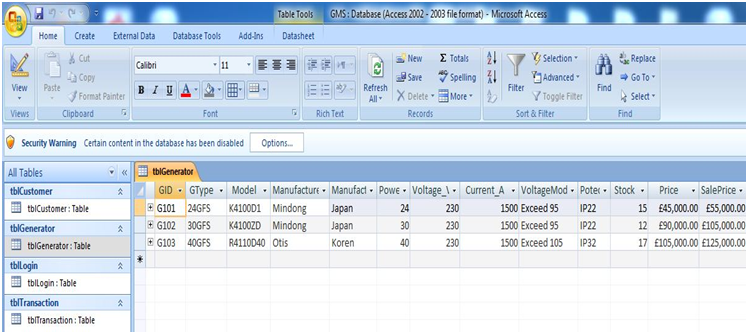 Table Tools GMS : Database (Access 2002 - 2003 file format) - Microsoft Access
Home Create External Data Database Tools Add-Ins Datasheet
View
Views
Paste
Cut
Copy
Format Painter
Clipboard
Calibri 11
B I U A
Font
Rich Text
Refresh All
New Σ Totals
Save Spelling
Delete More
Records
Filter
Selection
Advanced
Toggle Filter
Sort & Filter
Find
Replace
Go To
Select
Find
Security Warning Certain content in the database has been disabled Options...
All Tables
tblCustomer
tblCustomer : Table
tblGenerator
tblGenerator : Table
tblLogin
tblLogin : Table
tblTransaction
tblTransaction : Table
tblGenerator
GID GType Model Manufacture Manufact Powe Voltage_\ Current_A VoltageMod Potec Stock Price SalePrice
G101 24GFS K4100D1 Mindong Japan 24 230 1500 Exceed 95 IP22 15 £45,000.00 £55,000.00
G102 30GFS K4100ZD Mindong Japan 30 230 1500 Exceed 95 IP22 12 £90,000.00 £105,000.00
G103 40GFS R4110D40 Otis Koren 40 230 1500 Exceed 105 IP32 17 £105,000.00 £125,000.00